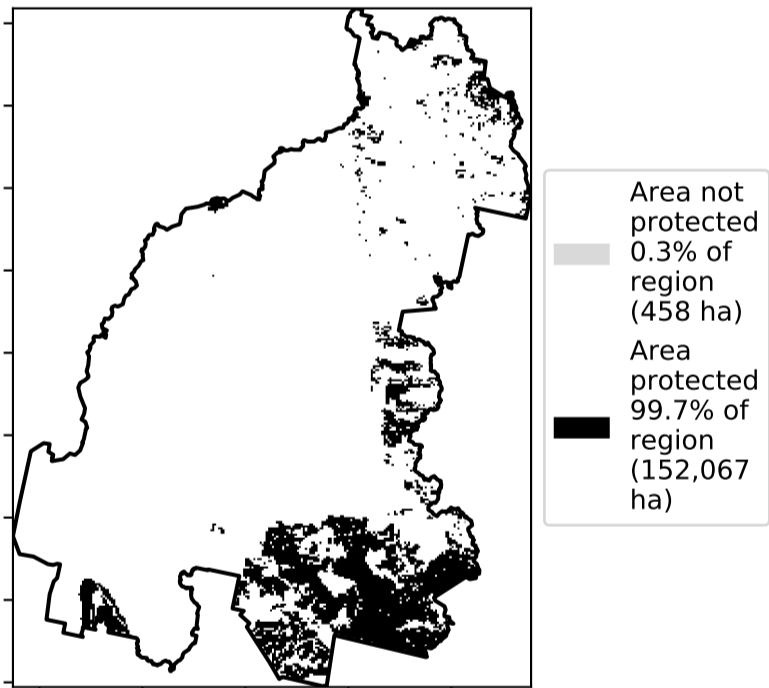 Area not
protected
0.3% of
region
(458 ha)
Area
protected
99.7% of
region
(152,067
ha)